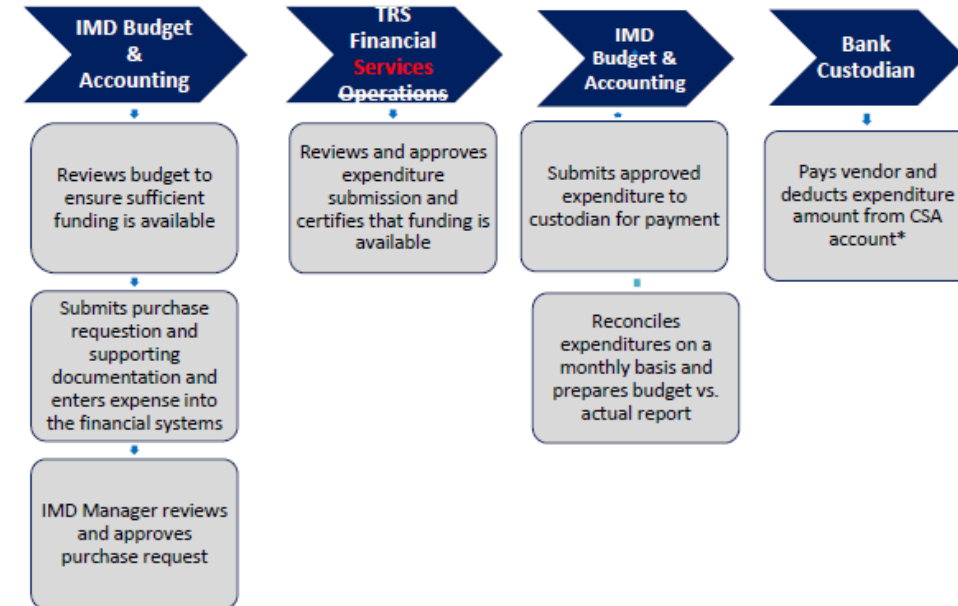 IMD Budget
&
Accounting
Reviews budget to
ensure sufficient
funding is available
Submits purchase
requestion and
supporting
documentation and
enters expense into
the financial systems
IMD Manager reviews
and approves
purchase request
TRS
Financial
Services
Operations
Reviews and approves
expenditure
submission and
certifies that funding is
available
IMD
Budget &
Accounting
Submits approved
expenditure to
custodian for payment
Reconciles
expenditures on a
monthly basis and
prepares budget vs.
actual report
Bank
Custodian
Pays vendor and
deducts expenditure
amount from CSA
account*